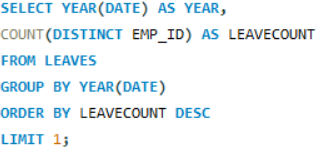 SELECT YEAR(DATE) AS YEAR,
COUNT(DISTINCT EMP_ID) AS LEAVECOUNT
FROM LEAVES
GROUP BY YEAR(DATE)
ORDER BY LEAVECOUNT DESC
LIMIT 1;